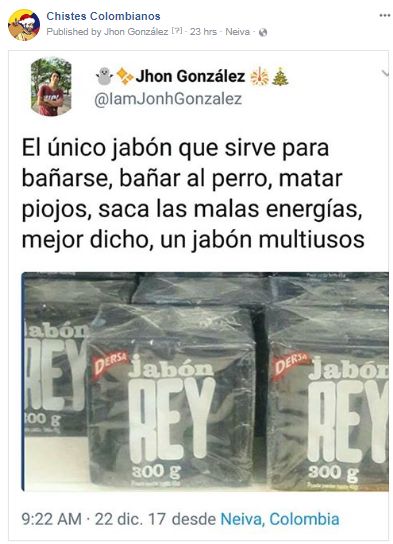 Chistes Colombianos
Published by Jhon González [?] · 23 hrs · Neiva ·
Jhon González
@IamJonhGonzalez
El único jabón que sirve para
bañarse, bañar al perro, matar
piojos, saca las malas energías,
mejor dicho, un jabón multiusos
abón
REY
300 g
DERSA
jabón
REY
300 g
DERSA
jabón
REY
300 g
9:22 AM · 22 dic. 17 desde Neiva, Colombia